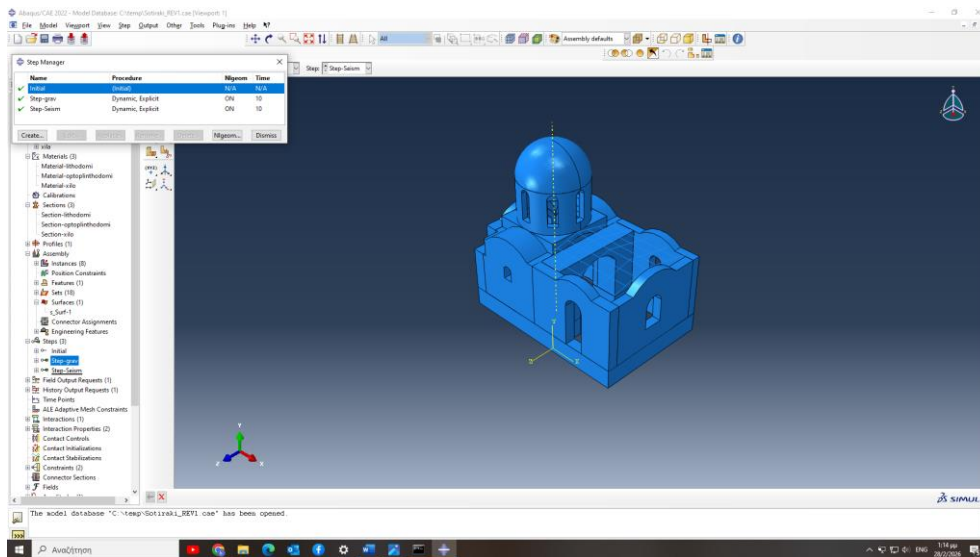 Abaqus/CAE 2022 - Model Database: C:\temp\Sotiraki_REV1.cae [Viewport: 1]
File Model Viewport View Step Output Other Tools Plug-ins Help
All
Assembly defaults
Step Manager
Step: Step-Seism
Name Procedure Nlgeom Time
Initial (Initial) N/A N/A
Step-grav Dynamic, Explicit ON 10
Step-Seism Dynamic, Explicit ON 10
Create... Nlgeom... Dismiss
xilo
Materials (3)
Material-lithodomi
Material-optoplinthodomi
Material-xilo
Calibrations
Sections (3)
Section-lithodomi
Section-optoplinthodomi
Section-xilo
Profiles (1)
Assembly
Instances (8)
Position Constraints
Features (1)
Sets (18)
Surfaces (1)
s_Surf-1
Connector Assignments
Engineering Features
Steps (3)
Initial
Step-grav
Step-Seism
Field Output Requests (1)
History Output Requests (1)
Time Points
ALE Adaptive Mesh Constraints
Interactions (1)
Interaction Properties (2)
Contact Controls
Contact Initializations
Contact Stabilizations
Constraints (2)
Connector Sections
Fields
Y
Z X
Y
Z X
SIMUL
The model database "C:\temp\Sotiraki_REV1.cae" has been opened.
Αναζήτηση
ENG
1:14 μμ
28/2/2026